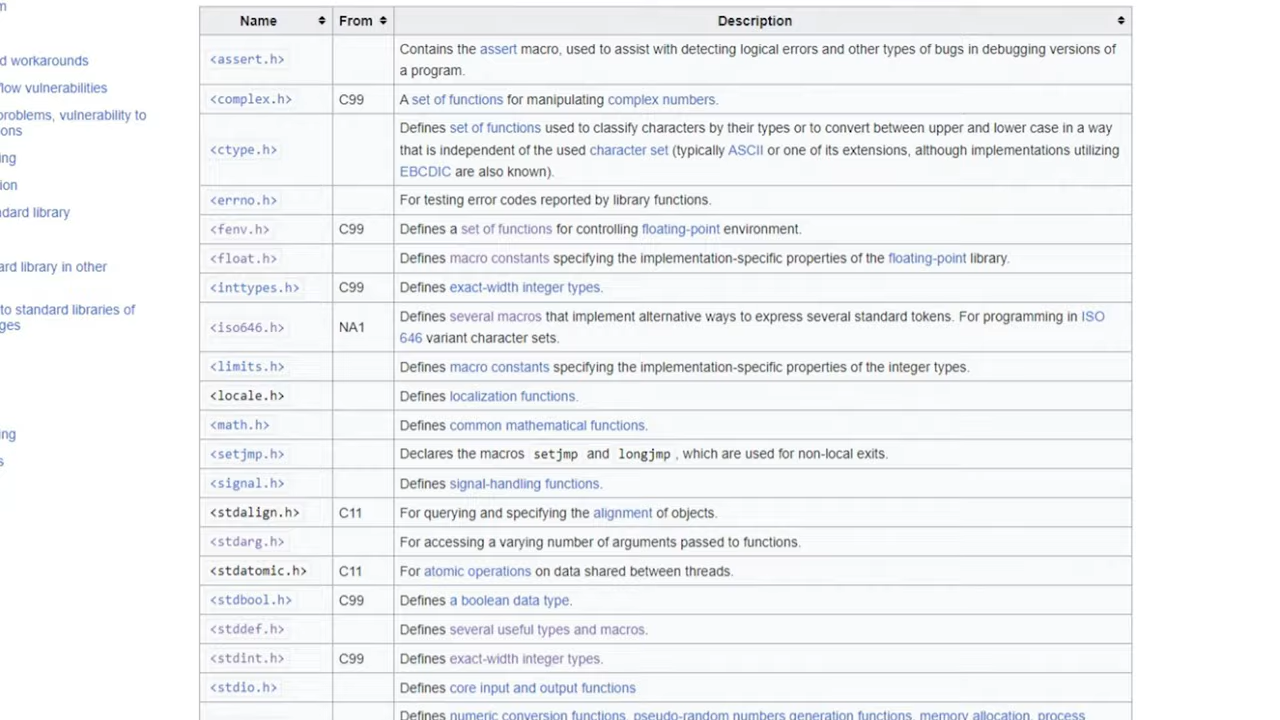 n
d workarounds
flow vulnerabilities
problems, vulnerability to
ons
ng
ion
dard library
ard library in other
to standard libraries of
ges
ing
s
Name From Description
<assert.h> Contains the assert macro, used to assist with detecting logical errors and other types of bugs in debugging versions of
a program.
<complex.h> C99 A set of functions for manipulating complex numbers.
<ctype.h> Defines set of functions used to classify characters by their types or to convert between upper and lower case in a way
that is independent of the used character set (typically ASCII or one of its extensions, although implementations utilizing
EBCDIC are also known).
<errno.h> For testing error codes reported by library functions.
<fenv.h> C99 Defines a set of functions for controlling floating-point environment.
<float.h> Defines macro constants specifying the implementation-specific properties of the floating-point library.
<inttypes.h> C99 Defines exact-width integer types.
<iso646.h> NA1 Defines several macros that implement alternative ways to express several standard tokens. For programming in ISO
646 variant character sets.
<limits.h> Defines macro constants specifying the implementation-specific properties of the integer types.
<locale.h> Defines localization functions.
<math.h> Defines common mathematical functions.
<setjmp.h> Declares the macros setjmp and longjmp , which are used for non-local exits.
<signal.h> Defines signal-handling functions.
<stdalign.h> C11 For querying and specifying the alignment of objects.
<stdarg.h> For accessing a varying number of arguments passed to functions.
<stdatomic.h> C11 For atomic operations on data shared between threads.
<stdbool.h> C99 Defines a boolean data type.
<stddef.h> Defines several useful types and macros.
<stdint.h> C99 Defines exact-width integer types.
<stdio.h> Defines core input and output functions
Defines numeric conversion functions, pseudo-random numbers generation functions, memory allocation, process